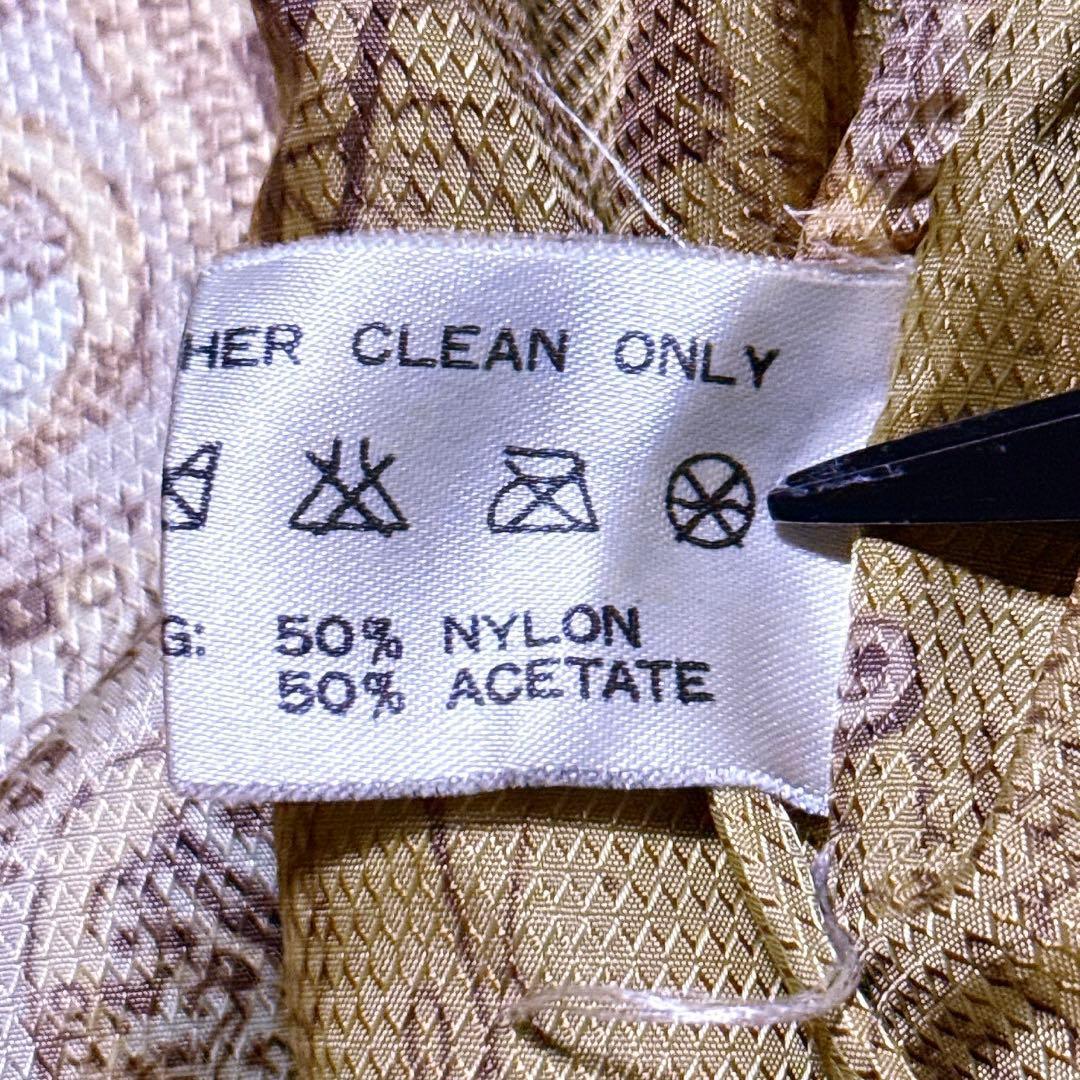 HER CLEAN ONLY
G: 50% NYLON
50% ACETATE